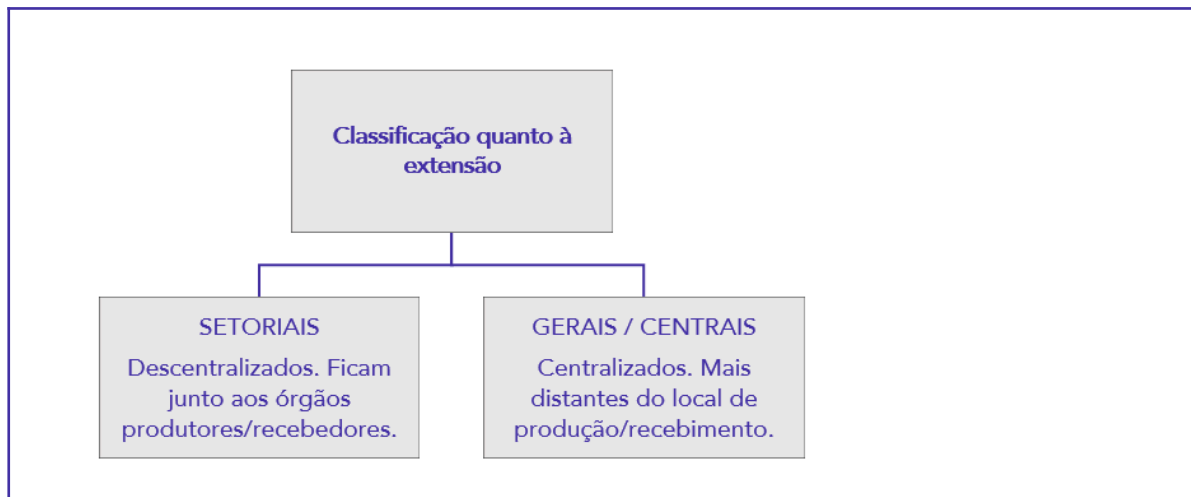 Classificação quanto à
extensão
SETORIAIS
Descentralizados. Ficam
junto aos órgãos
produtores/recebedores.
GERAIS / CENTRAIS
Centralizados. Mais
distantes do local de
produção/recebimento.